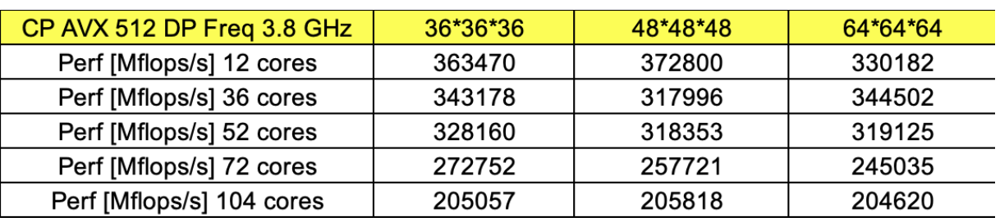 CP AVX 512 DP Freq 3.8 GHz 36*36*36 48*48*48 64*64*64
Perf [Mflops/s] 12 cores 363470 372800 330182
Perf [Mflops/s] 36 cores 343178 317996 344502
Perf [Mflops/s] 52 cores 328160 318353 319125
Perf [Mflops/s] 72 cores 272752 257721 245035
Perf [Mflops/s] 104 cores 205057 205818 204620